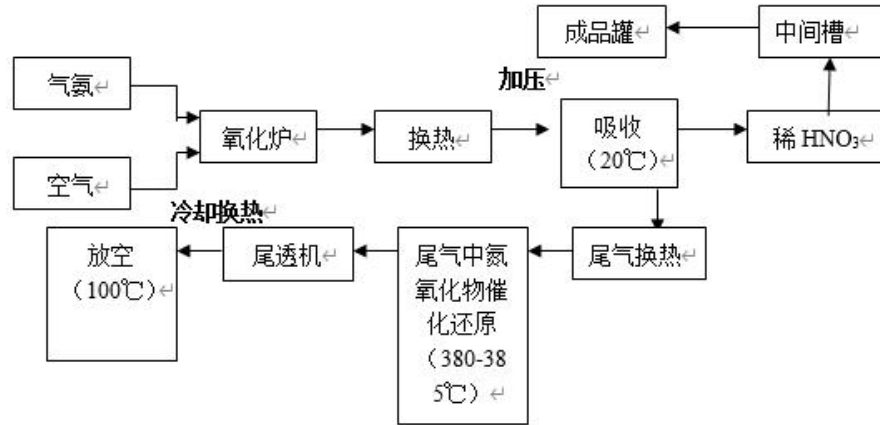 成品罐
中间槽
加压
气氨
氧化炉
换热
吸收
（20℃）
稀 HNO3
空气
冷却换热
放空
（100℃）
尾透机
尾气中氮
氧化物催
化还原
（380-38
5℃）
尾气换热